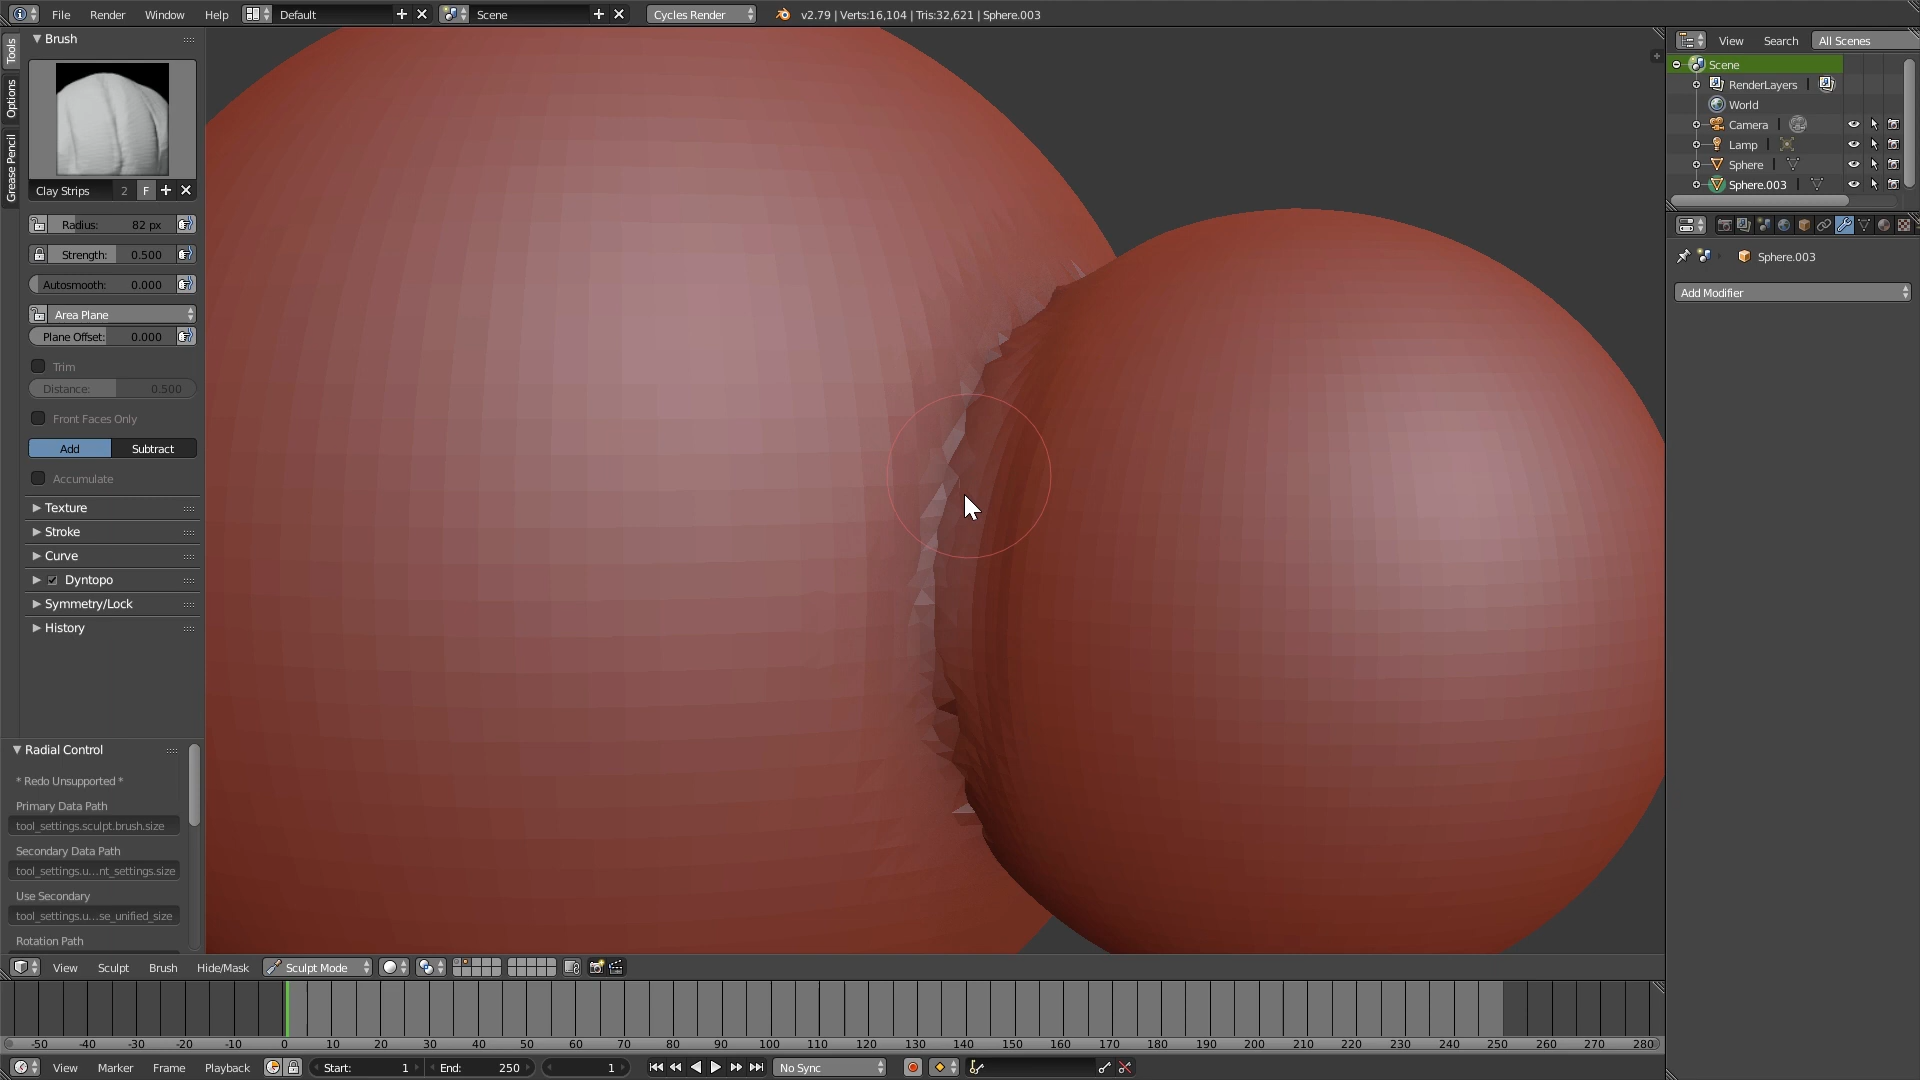 File Render Window Help Default Scene Cycles Render v2.79 | Verts:16,104 | Tris:32,621 | Sphere.003
Tools
Options
Grease Pencil
Brush
Clay Strips 2 F
Radius: 82 px
Strength: 0.500
Autosmooth: 0.000
Area Plane
Plane Offset: 0.000
Trim
Distance: 0.500
Front Faces Only
Add Subtract
Accumulate
Texture
Stroke
Curve
Dyntopo
Symmetry/Lock
History
Radial Control
* Redo Unsupported *
Primary Data Path
tool_settings.sculpt.brush.size
Secondary Data Path
tool_settings.u...nt_settings.size
Use Secondary
tool_settings.u...se_unified_size
Rotation Path
View Search All Scenes
Scene
RenderLayers |
World
Camera |
Lamp |
Sphere |
Sphere.003 |
Sphere.003
Add Modifier
View Sculpt Brush Hide/Mask Sculpt Mode
-50 -40 -30 -20 -10 0 10 20 30 40 50 60 70 80 90 100 110 120 130 140 150 160 170 180 190 200 210 220 230 240 250 260 270 280
View Marker Frame Playback Start: 1 End: 250 1 No Sync